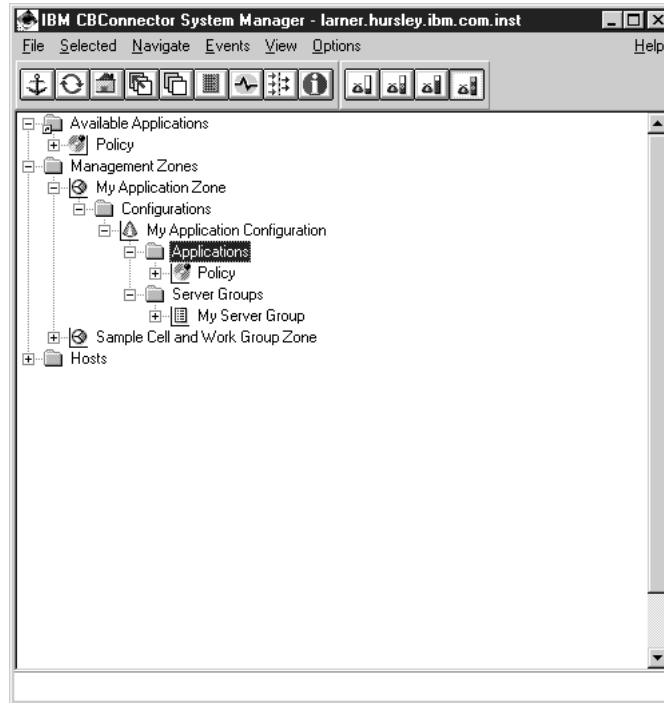 IBM CBConnector System Manager - larner.hursley.ibm.com.inst
File Selected Navigate Events View Options Help
Available Applications
Policy
Management Zones
My Application Zone
Configurations
My Application Configuration
Applications
Policy
Server Groups
My Server Group
Sample Cell and Work Group Zone
Hosts